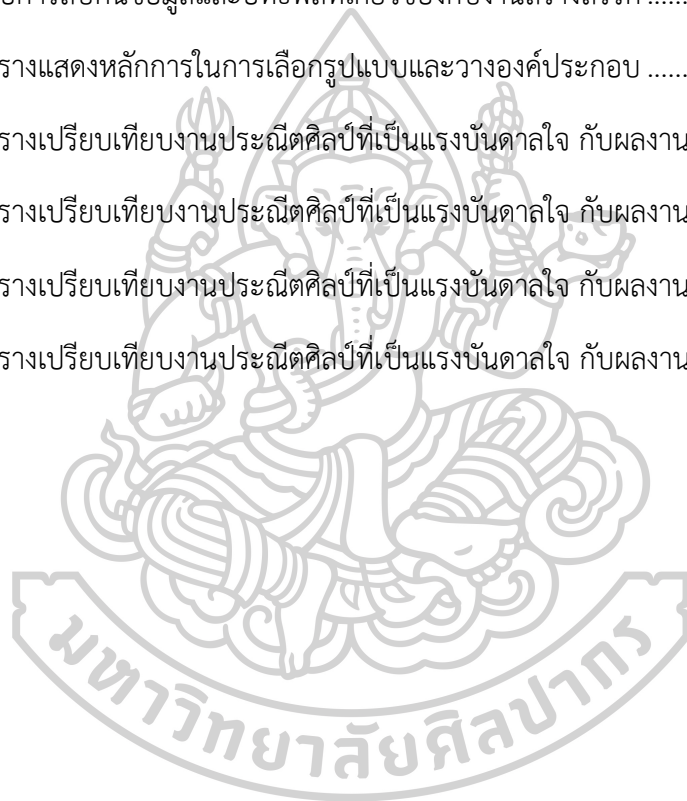 รางแสดงหลักการในการเลือกรูปแบบและวางองค์ประกอบ ......
รางเปรียบเทียบงานประณีตศิลป์ที่เป็นแรงบันดาลใจ กับผลงาน
รางเปรียบเทียบงานประณีตศิลป์ที่เป็นแรงบันดาลใจ กับผลงาน
รางเปรียบเทียบงานประณีตศิลป์ที่เป็นแรงบันดาลใจ กับผลงาน
รางเปรียบเทียบงานประณีตศิลป์ที่เป็นแรงบันดาลใจ กับผลงาน
มหาวิทยาลัยศิลปากร